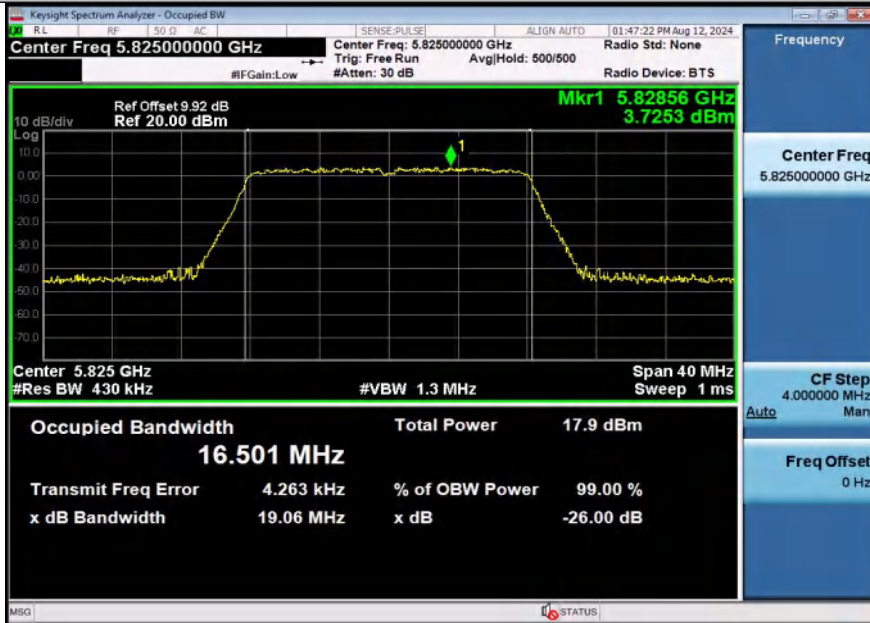 Keysight Spectrum Analyzer - Occupied BW
LXI RL RF 50 Ω AC SENSE:PULSE ALIGN AUTO 01:47:22 PM Aug 12, 2024
Center Freq 5.825000000 GHz
Center Freq: 5.825000000 GHz Radio Std: None
Trig: Free Run Avg|Hold: 500/500
#IFGain:Low #Atten: 30 dB Radio Device: BTS
Ref Offset 9.92 dB Mkr1 5.82856 GHz
10 dB/div Ref 20.00 dBm 3.7253 dBm
Log
10.0
1
0.00
-10.0
-20.0
-30.0
-40.0
-50.0
-60.0
-70.0
Center 5.825 GHz Span 40 MHz
#Res BW 430 kHz #VBW 1.3 MHz Sweep 1 ms
Occupied Bandwidth Total Power 17.9 dBm
16.501 MHz
Transmit Freq Error 4.263 kHz % of OBW Power 99.00 %
x dB Bandwidth 19.06 MHz x dB -26.00 dB
MSG STATUS
Frequency
Center Freq
5.825000000 GHz
CF Step
4.000000 MHz
Auto Man
Freq Offset
0 Hz